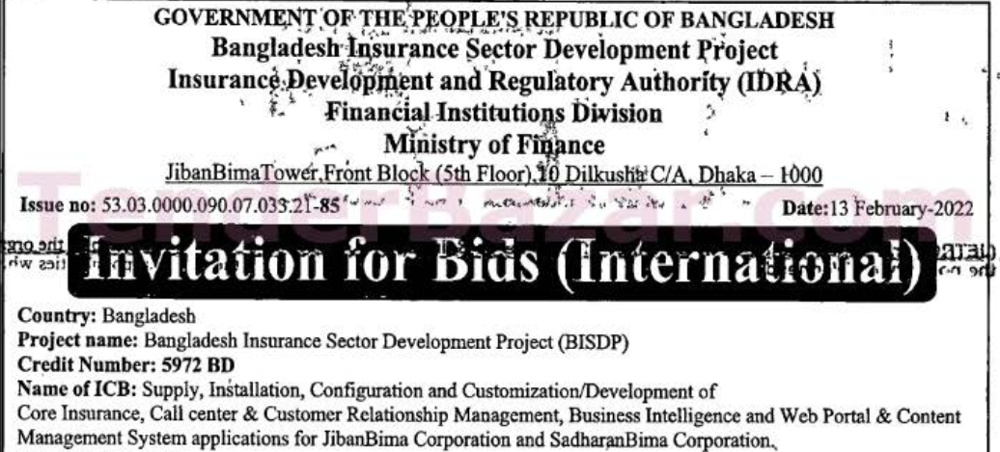 GOVERNMENT OF THE PEOPLE'S REPUBLIC OF BANGLADESH
Bangladesh Insurance Sector Development Project
Insurance Development and Regulatory Authority (IDRA)
Financial Institutions Division
Ministry of Finance
JibanBimaTower,Front Block (5th Floor),10 Dilkusha C/A, Dhaka – 1000
Issue no: 53.03.0000.090.07.033.21-85 Date:13 February-2022
TenderBazar.com
Invitation for Bids (International)
Country: Bangladesh
Project name: Bangladesh Insurance Sector Development Project (BISDP)
Credit Number: 5972 BD
Name of ICB: Supply, Installation, Configuration and Customization/Development of
Core Insurance, Call center & Customer Relationship Management, Business Intelligence and Web Portal & Content
Management System applications for JibanBima Corporation and SadharanBima Corporation.